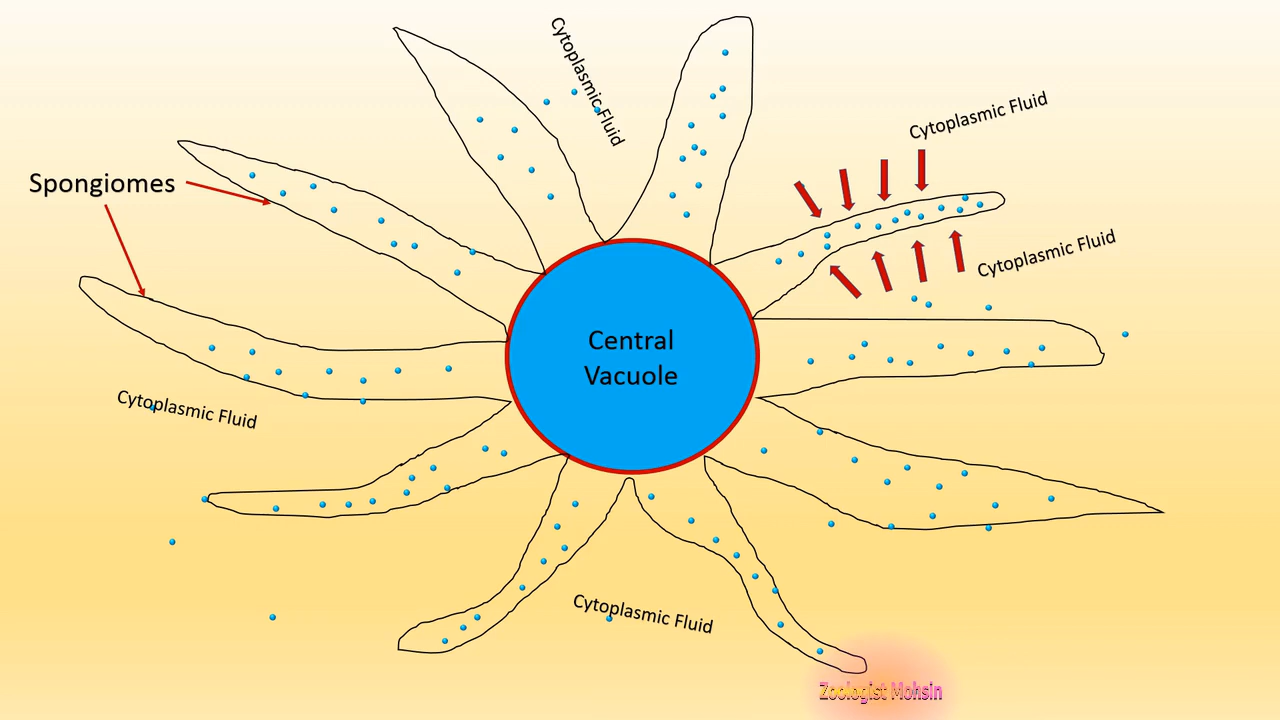 Cytoplasmic Fluid
Cytoplasmic Fluid
Spongiomes
Cytoplasmic Fluid
Central
Vacuole
Cytoplasmic Fluid
Cytoplasmic Fluid
Zoologist Mohsin